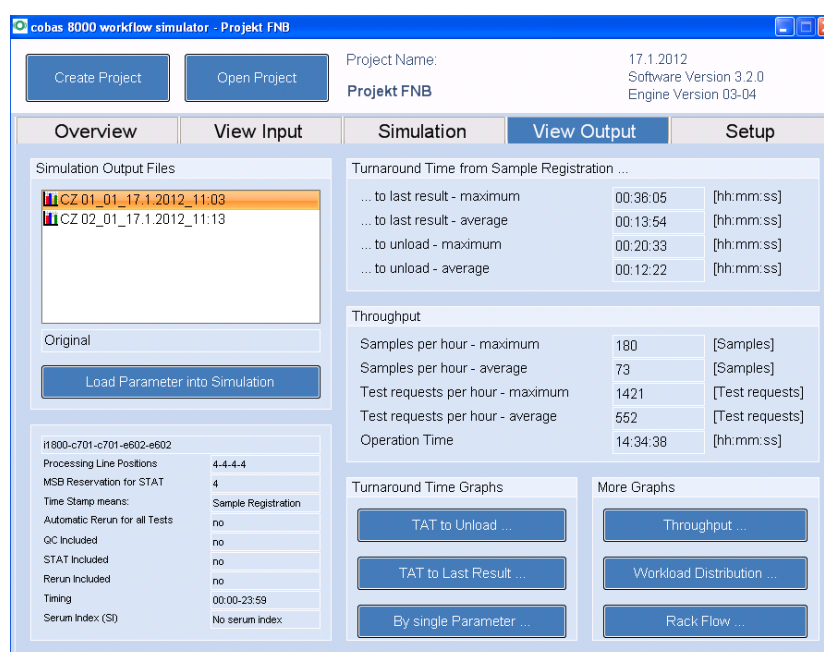 cobas 8000 workflow simulator - Projekt FNB
Create Project
Open Project
Project Name:
Projekt FNB
17.1.2012
Software Version 3.2.0
Engine Version 03-04
Overview
View Input
Simulation
View Output
Setup
Simulation Output Files
CZ 01_01_17.1.2012_11:03
CZ 02_01_17.1.2012_11:13
Original
Load Parameter into Simulation
i1800-c701-c701-e602-e602
Processing Line Positions 4-4-4-4
MSB Reservation for STAT 4
Time Stamp means: Sample Registration
Automatic Rerun for all Tests no
QC Included no
STAT Included no
Rerun Included no
Timing 00:00-23:59
Serum Index (SI) No serum index
Turnaround Time from Sample Registration ...
... to last result - maximum 00:36:05 [hh:mm:ss]
... to last result - average 00:13:54 [hh:mm:ss]
... to unload - maximum 00:20:33 [hh:mm:ss]
... to unload - average 00:12:22 [hh:mm:ss]
Throughput
Samples per hour - maximum 180 [Samples]
Samples per hour - average 73 [Samples]
Test requests per hour - maximum 1421 [Test requests]
Test requests per hour - average 552 [Test requests]
Operation Time 14:34:38 [hh:mm:ss]
Turnaround Time Graphs
TAT to Unload ...
TAT to Last Result ...
By single Parameter ...
More Graphs
Throughput ...
Workload Distribution ...
Rack Flow ...